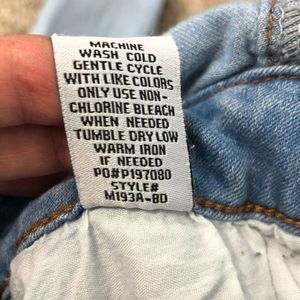 MACHINE
WASH COLD
GENTLE CYCLE
WITH LIKE COLORS
ONLY USE NON-
CHLORINE BLEACH
WHEN NEEDED
TUMBLE DRY LOW
WARM IRON
IF NEEDED
PO#P197080
STYLE#
M193A-BD